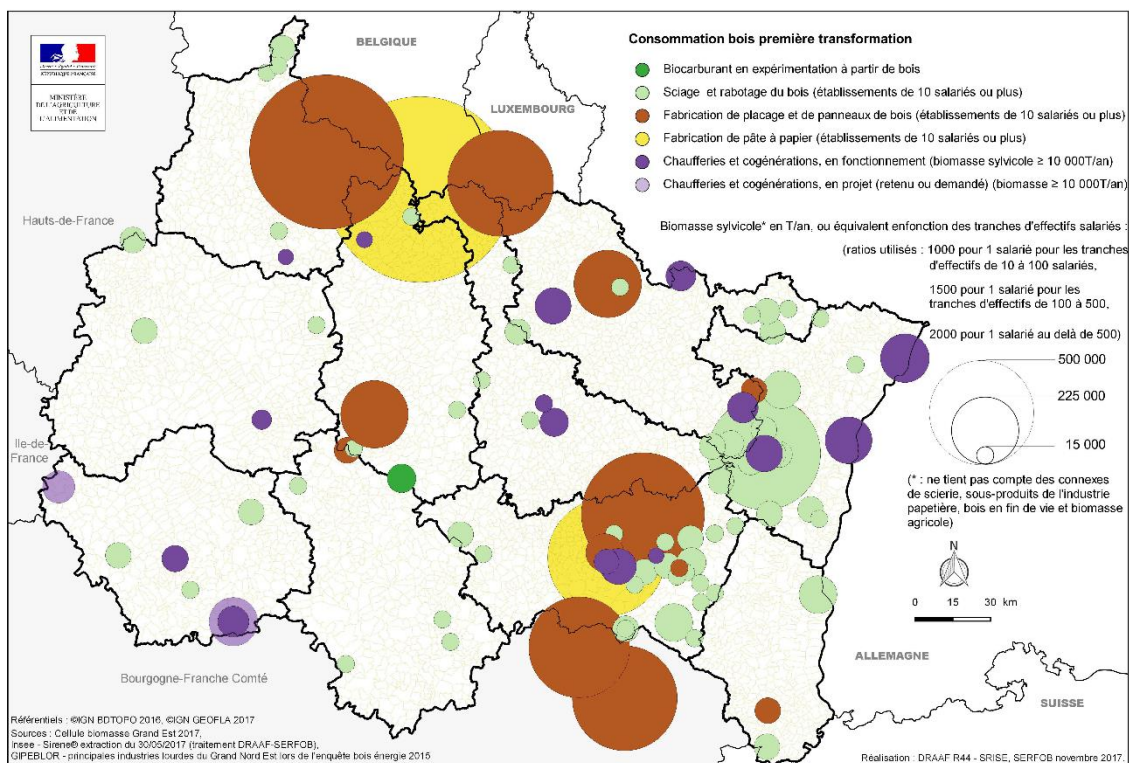 BELGIQUE
LUXEMBOURG
RÉPUBLIQUE FRANÇAISE
MINISTÈRE
DE L'AGRICULTURE
ET DE
L'ALIMENTATION
Consommation bois première transformation
Biocarburant en expérimentation à partir de bois
Sciage et rabotage du bois (établissements de 10 salariés ou plus)
Fabrication de placage et de panneaux de bois (établissements de 10 salariés ou plus)
Fabrication de pâte à papier (établissements de 10 salariés ou plus)
Chaufferies et cogénérations, en fonctionnement (biomasse sylvicole ≥ 10 000T/an)
Chaufferies et cogénérations, en projet (retenu ou demandé) (biomasse ≥ 10 000T/an)
Hauts-de-France
Biomasse sylvicole* en T/an, ou équivalent enfonction des tranches d'effectifs salariés :
(ratios utilisés : 1000 pour 1 salarié pour les tranches
d'effectifs de 10 à 100 salariés,
1500 pour 1 salarié pour les
tranches d'effectifs de 100 à 500,
2000 pour 1 salarié au delà de 500)
500 000
225 000
15 000
Ile-de-
France
(* : ne tient pas compte des connexes
de scierie, sous-produits de l'industrie
papetière, bois en fin de vie et biomasse
agricole)
N
0 15 30 km
ALLEMAGNE
SUISSE
Bourgogne-Franche Comté
Référentiels : ©IGN BDTOPO 2016, ©IGN GEOFLA 2017
Sources : Cellule biomasse Grand Est 2017,
Insee - Sirene® extraction du 30/05/2017 (traitement DRAAF-SERFOB),
GIPEBLOR - principales industries lourdes du Grand Nord Est lors de l'enquête bois énergie 2015
Réalisation : DRAAF R44 - SRISE, SERFOB novembre 2017.